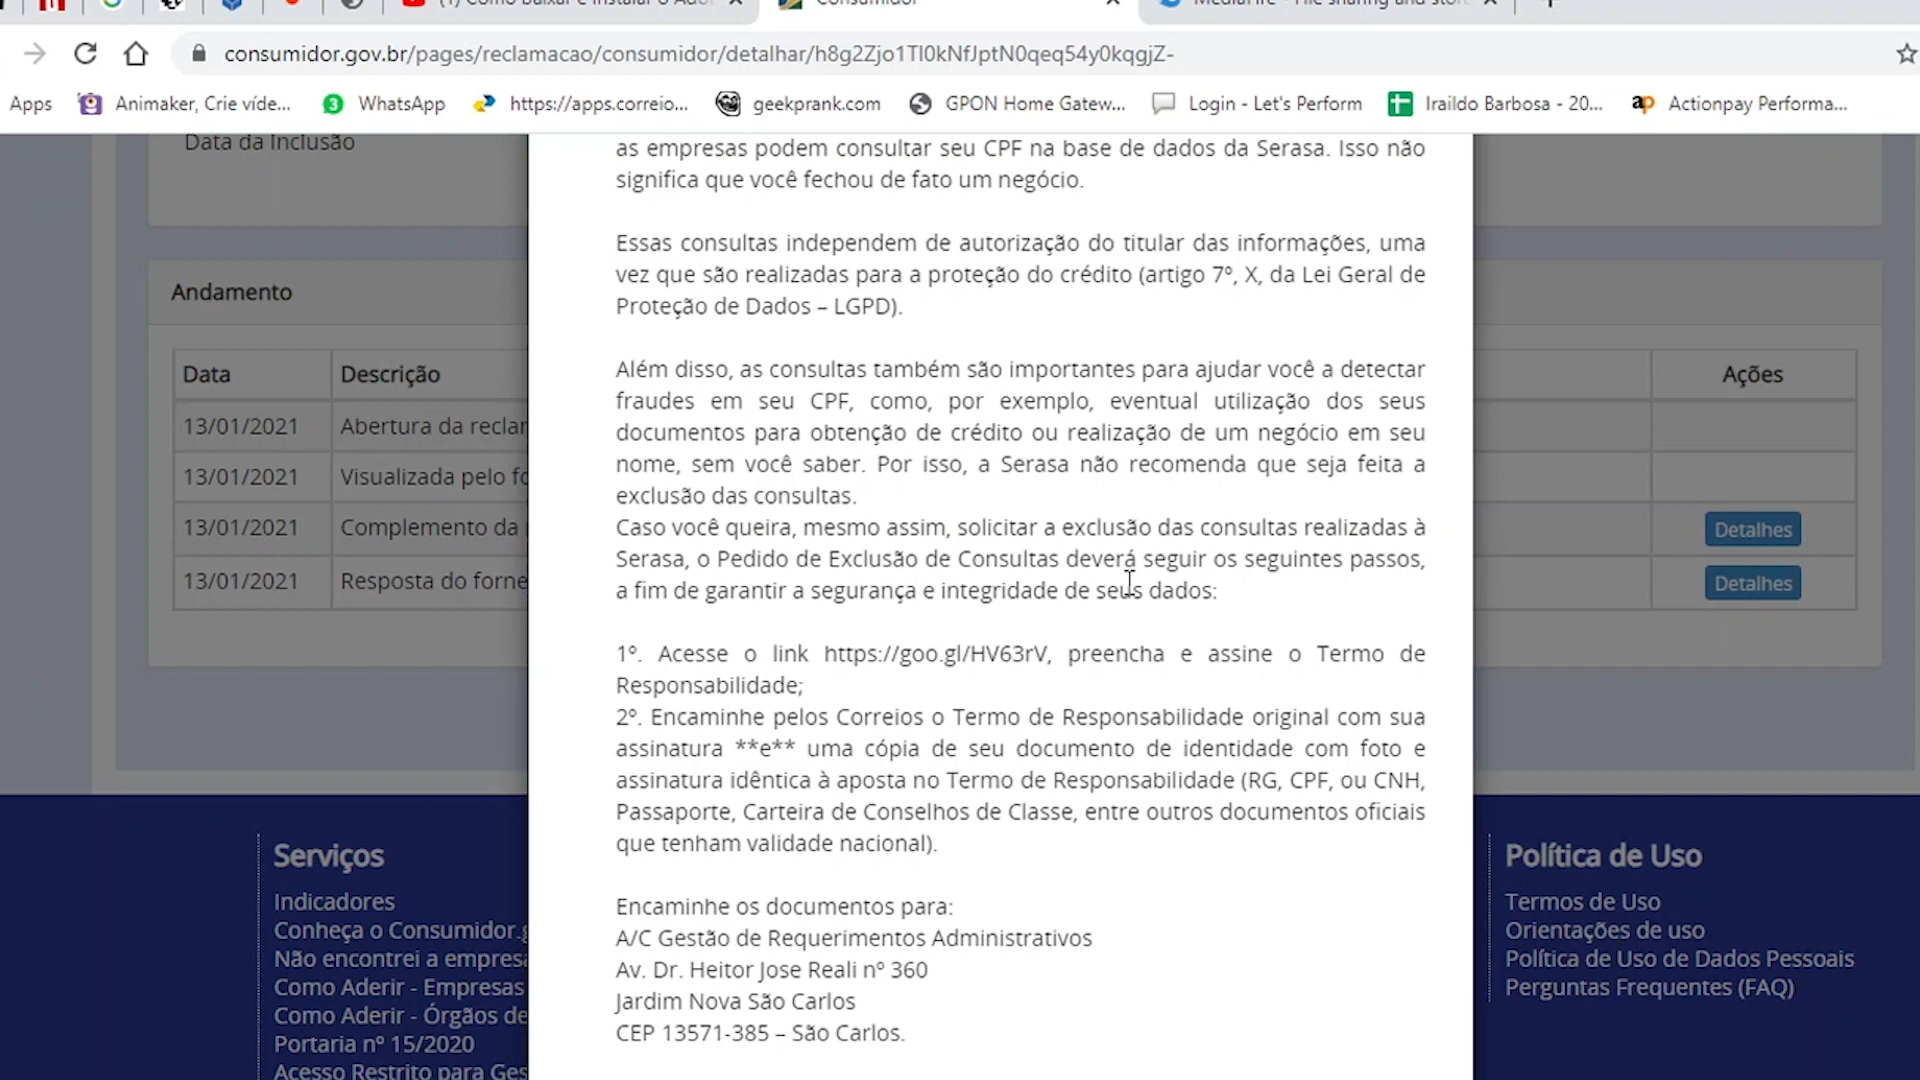 consumidor.gov.br/pages/reclamacao/consumidor/detalhar/h8g2Zjo1Tl0kNfJptN0qeq54y0kqgjZ-
Apps Animaker, Crie víde... WhatsApp https://apps.correio... geekprank.com GPON Home Gatew... Login - Let's Perform Iraildo Barbosa - 20... Actionpay Performa...
Data da Inclusão
as empresas podem consultar seu CPF na base de dados da Serasa. Isso não
significa que você fechou de fato um negócio.
Essas consultas independem de autorização do titular das informações, uma
vez que são realizadas para a proteção do crédito (artigo 7º, X, da Lei Geral de
Proteção de Dados – LGPD).
Além disso, as consultas também são importantes para ajudar você a detectar
fraudes em seu CPF, como, por exemplo, eventual utilização dos seus
documentos para obtenção de crédito ou realização de um negócio em seu
nome, sem você saber. Por isso, a Serasa não recomenda que seja feita a
exclusão das consultas.
Caso você queira, mesmo assim, solicitar a exclusão das consultas realizadas à
Serasa, o Pedido de Exclusão de Consultas deverá seguir os seguintes passos,
a fim de garantir a segurança e integridade de seus dados:
1º. Acesse o link https://goo.gl/HV63rV, preencha e assine o Termo de
Responsabilidade;
2º. Encaminhe pelos Correios o Termo de Responsabilidade original com sua
assinatura **e** uma cópia de seu documento de identidade com foto e
assinatura idêntica à aposta no Termo de Responsabilidade (RG, CPF, ou CNH,
Passaporte, Carteira de Conselhos de Classe, entre outros documentos oficiais
que tenham validade nacional).
Encaminhe os documentos para:
A/C Gestão de Requerimentos Administrativos
Av. Dr. Heitor Jose Reali nº 360
Jardim Nova São Carlos
CEP 13571-385 – São Carlos.
Andamento
Data Descrição Ações
13/01/2021 Abertura da reclar
13/01/2021 Visualizada pelo fo
13/01/2021 Complemento da Detalhes
13/01/2021 Resposta do forne Detalhes
Serviços
Indicadores
Conheça o Consumidor.g
Não encontrei a empresa
Como Aderir - Empresas
Como Aderir - Órgãos de
Portaria nº 15/2020
Acesso Restrito para Ges
Política de Uso
Termos de Uso
Orientações de uso
Política de Uso de Dados Pessoais
Perguntas Frequentes (FAQ)